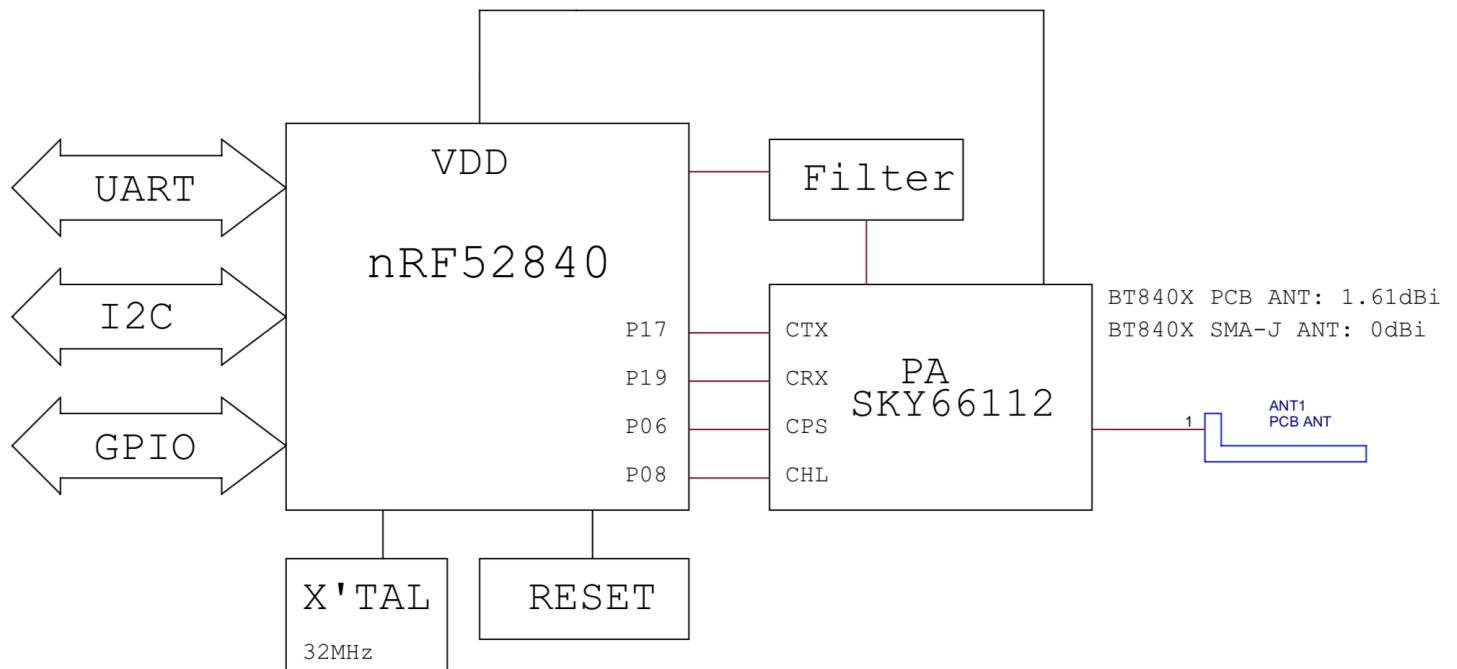 VDD
UART
Filter
nRF52840
I2C
BT840X PCB ANT: 1.61dBi
BT840X SMA-J ANT: 0dBi
P17
CTX
P19
CRX
PA
SKY66112
P06
CPS
P08
CHL
GPIO
ANT1
PCB ANT
1
X'TAL
32MHz
RESET